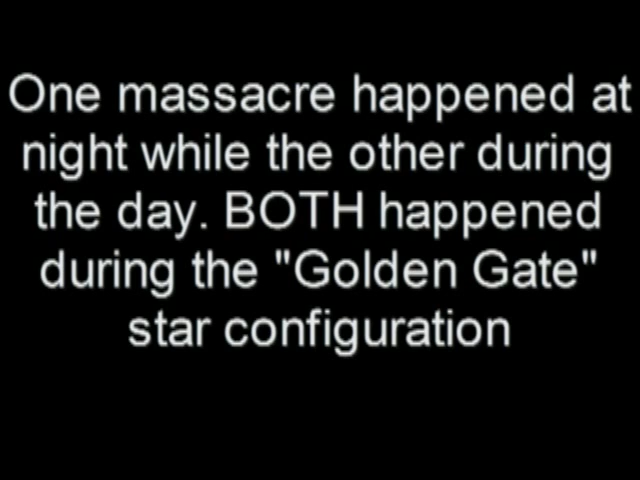 One massacre happened at
night while the other during
the day. BOTH happened
during the "Golden Gate"
star configuration